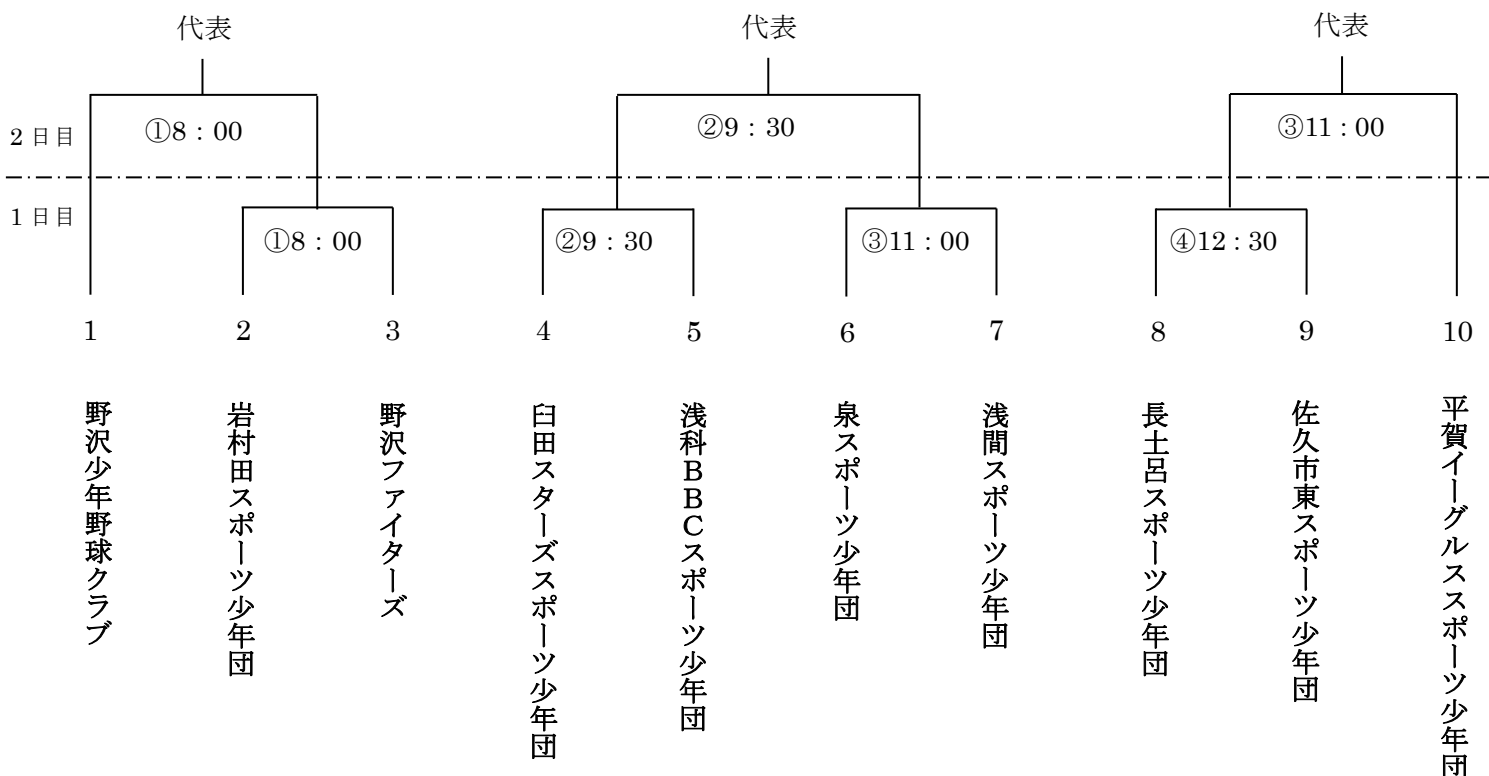 代表
代表
代表
①8：00
②9：30
③11：00
2日目
1日目
①8：00
②9：30
③11：00
④12：30
1
2
3
4
5
6
7
8
9
10
野沢少年野球クラブ
岩村田スポーツ少年団
野沢ファイターズ
臼田スターズスポーツ少年団
浅科BBCスポーツ少年団
泉スポーツ少年団
浅間スポーツ少年団
長土呂スポーツ少年団
佐久市東スポーツ少年団
平賀イーグルススポーツ少年団